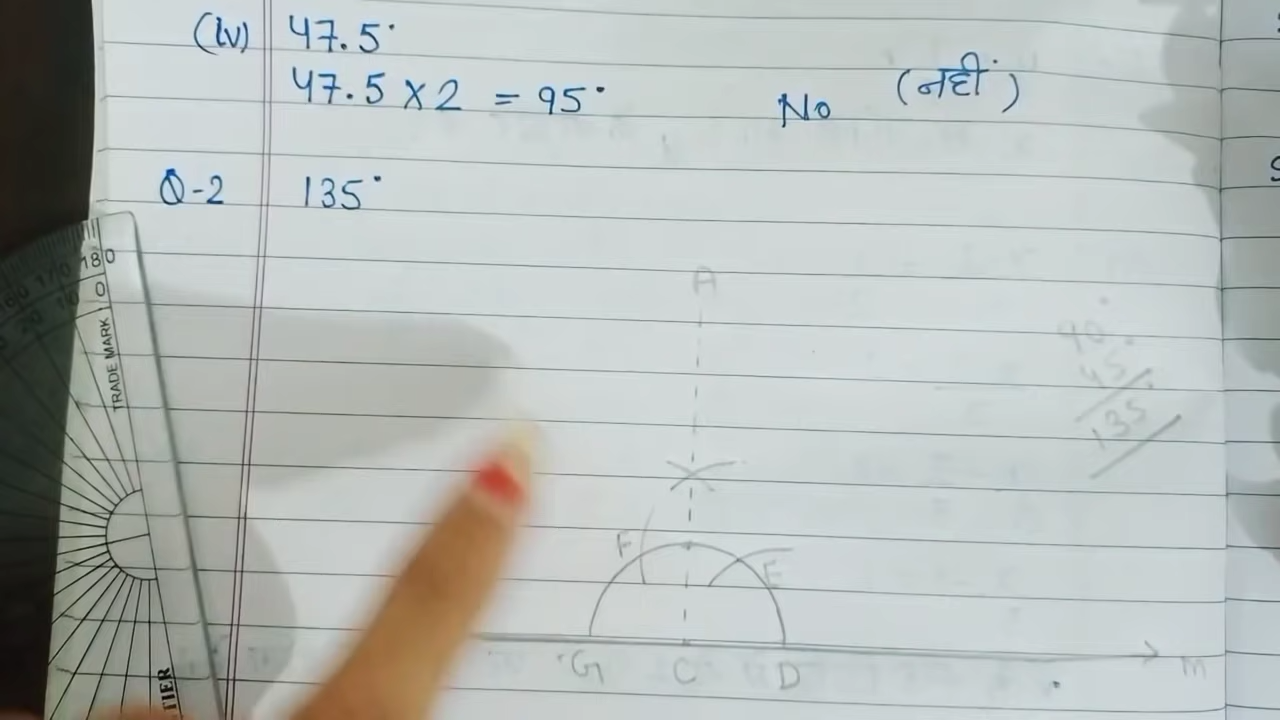 (iv) 47.5°
47.5 × 2 = 95° No (नहीं)
Q-2 135°
180
0
TRADE MARK
A
90°
45
135
F
E
G C D m